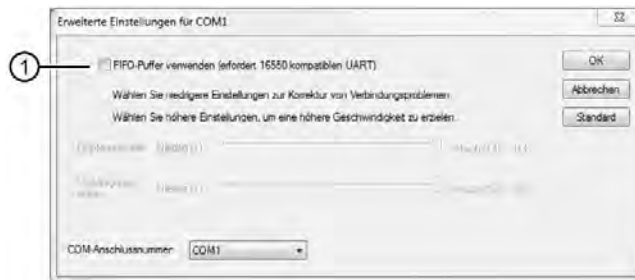 Erweiterte Einstellungen für COM1
1
FIFO-Puffer verwenden (erfordert 16550 kompatiblen UART)
OK
Wählen Sie niedrigere Einstellungen zur Korrektur von Verbindungsproblemen.
Abbrechen
Wählen Sie höhere Einstellungen, um eine höhere Geschwindigkeit zu erzielen.
Standard
COM-Anschlussnummer:
COM1